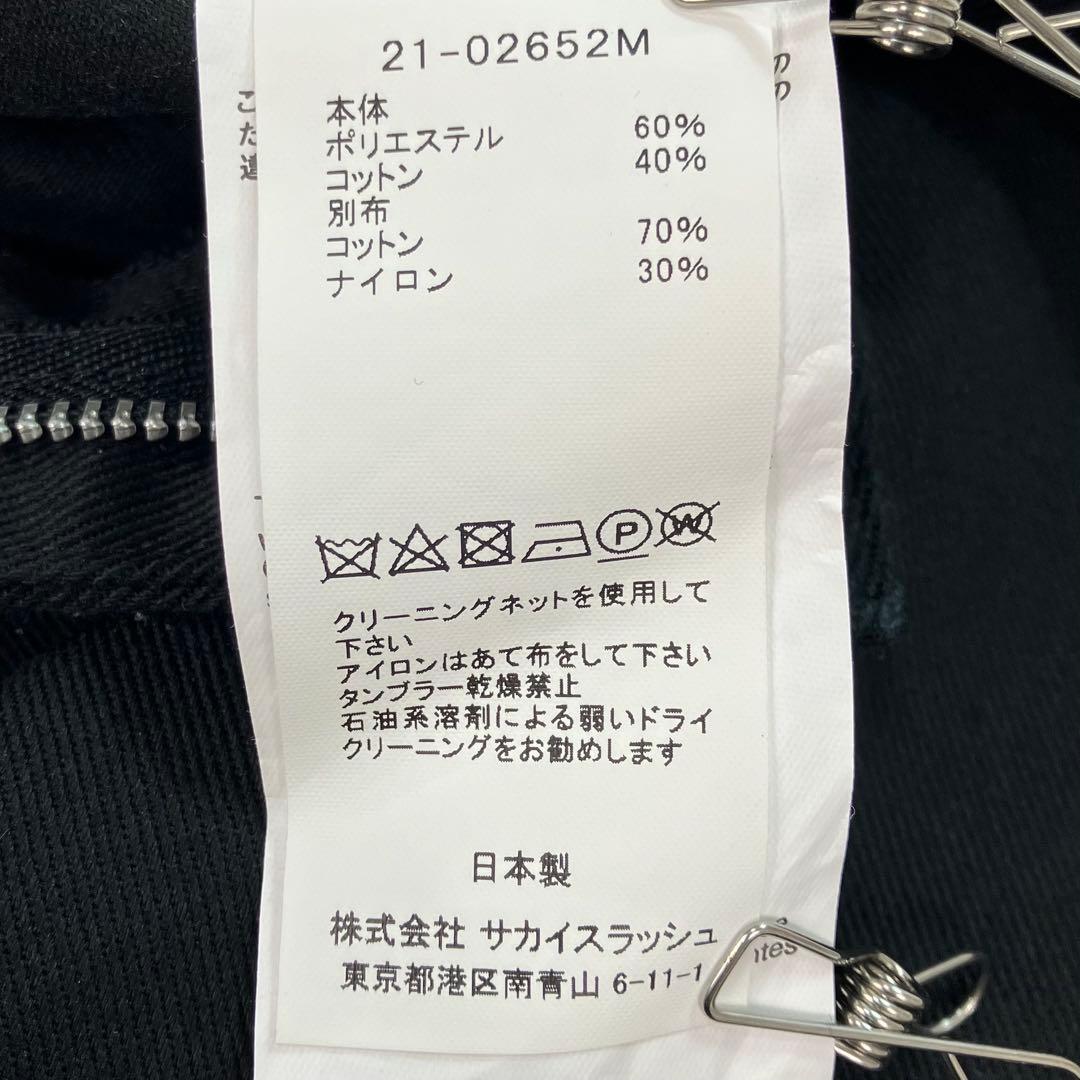 21-02652M
本体
ポリエステル 60%
コットン 40%
別布
コットン 70%
ナイロン 30%
P W
クリーニングネットを使用して
下さい
アイロンはあて布をして下さい
タンブラー乾燥禁止
石油系溶剤による弱いドライ
クリーニングをお勧めします
日本製
株式会社 サカイスラッシュ
東京都港区南青山 6-11-1